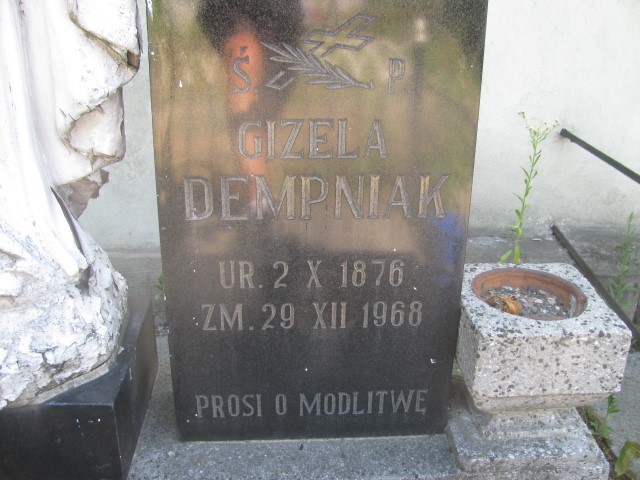 Ś. P.
GIZELA
DEMPNIAK
UR. 2 X 1876
ZM. 29 XII 1968
PROSI O MODLITWĘ